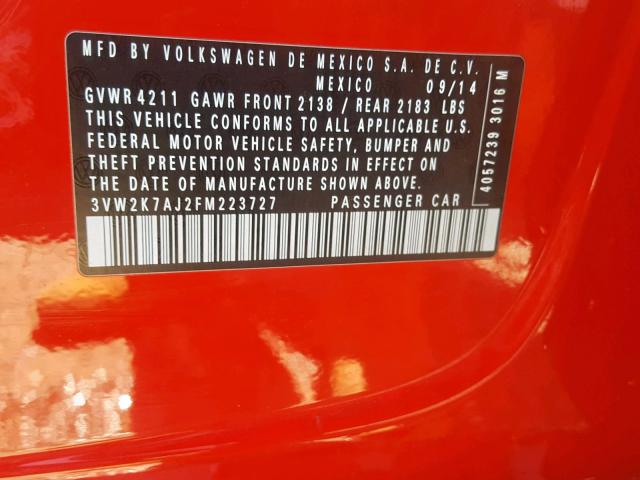 MFD BY VOLKSWAGEN DE MEXICO S.A. DE C.V.
MEXICO 09/14
GVWR 4211 GAWR FRONT 2138 / REAR 2183 LBS
THIS VEHICLE CONFORMS TO ALL APPLICABLE U.S.
FEDERAL MOTOR VEHICLE SAFETY, BUMPER AND
THEFT PREVENTION STANDARDS IN EFFECT ON
THE DATE OF MANUFACTURE SHOWN ABOVE.
3VW2K7AJ2FM223727 PASSENGER CAR
4057239 3016 M